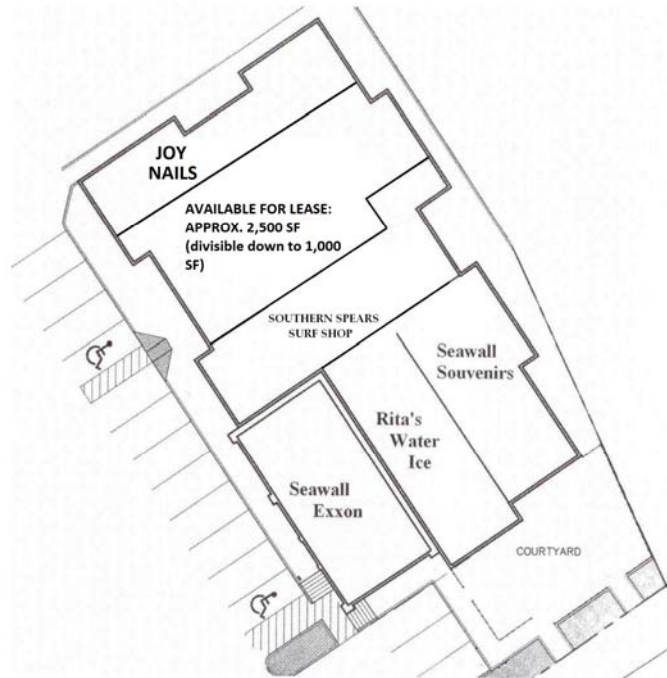 JOY
NAILS
AVAILABLE FOR LEASE:
APPROX. 2,500 SF
(divisible down to 1,000
SF)
SOUTHERN SPEARS
SURF SHOP
Seawall
Souvenirs
Rita's
Water
Ice
Seawall
Exxon
COURTYARD